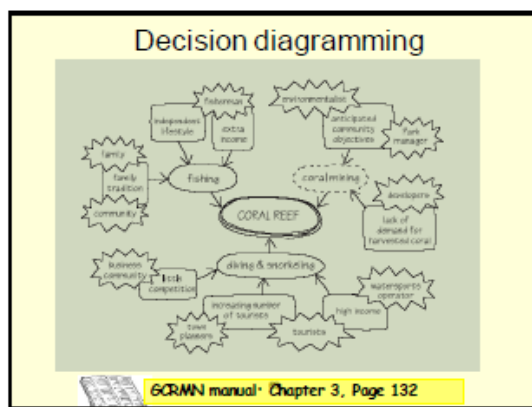 Decision diagramming
fisherman
environmentalist
independent
lifestyle
extra
income
anticipated
community
objectives
Park
manager
family
family
tradition
community
fishing
coral mining
developers
CORAL REEF
lack of
demand for
harvested coral
diving & snorkeling
business
community
little
competition
watersports
operator
increasing number
of tourists
high income
town
planners
tourists
GCRMN manual· Chapter 3, Page 132